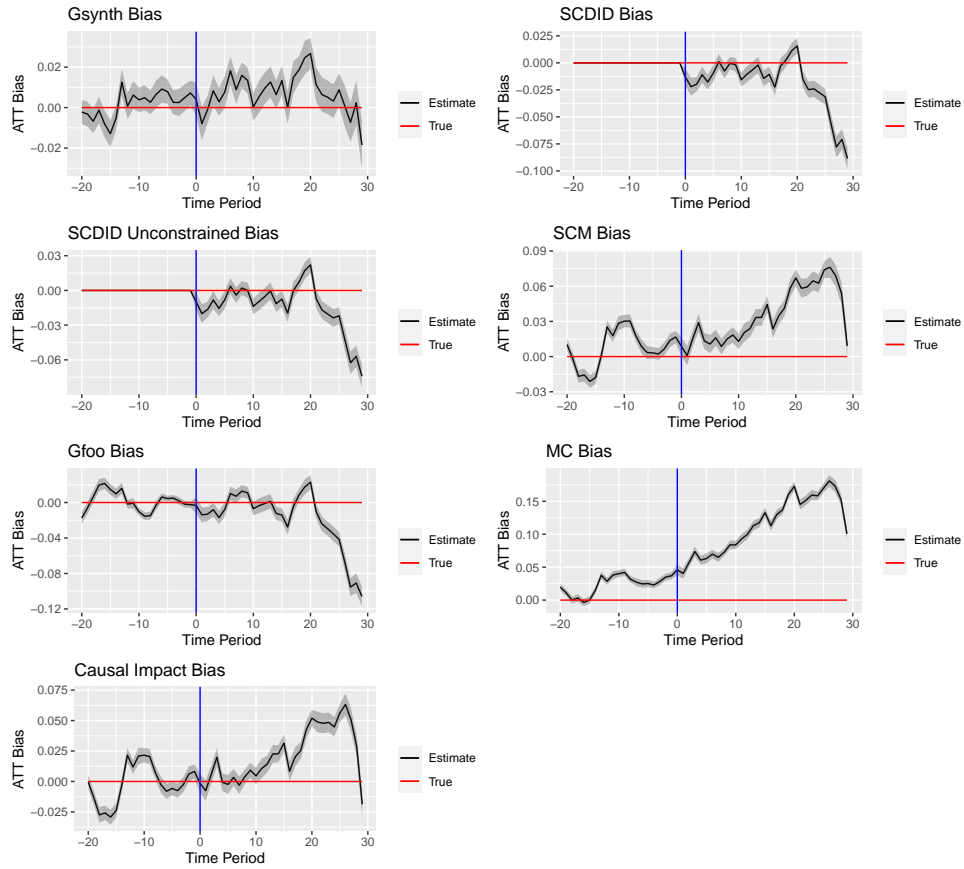 Gsynth Bias
ATT Bias
0.02
0.00
−0.02
−20 −10 0 10 20 30
Time Period
Estimate
True
SCDID Bias
ATT Bias
0.025
0.000
−0.025
−0.050
−0.075
−0.100
−20 −10 0 10 20 30
Time Period
Estimate
True
SCDID Unconstrained Bias
ATT Bias
0.03
0.00
−0.03
−0.06
−20 −10 0 10 20 30
Time Period
Estimate
True
SCM Bias
ATT Bias
0.09
0.06
0.03
0.00
−0.03
−20 −10 0 10 20 30
Time Period
Estimate
True
Gfoo Bias
ATT Bias
0.00
−0.04
−0.08
−0.12
−20 −10 0 10 20 30
Time Period
Estimate
True
MC Bias
ATT Bias
0.15
0.10
0.05
0.00
−20 −10 0 10 20 30
Time Period
Estimate
True
Causal Impact Bias
ATT Bias
0.075
0.050
0.025
0.000
−0.025
−20 −10 0 10 20 30
Time Period
Estimate
True